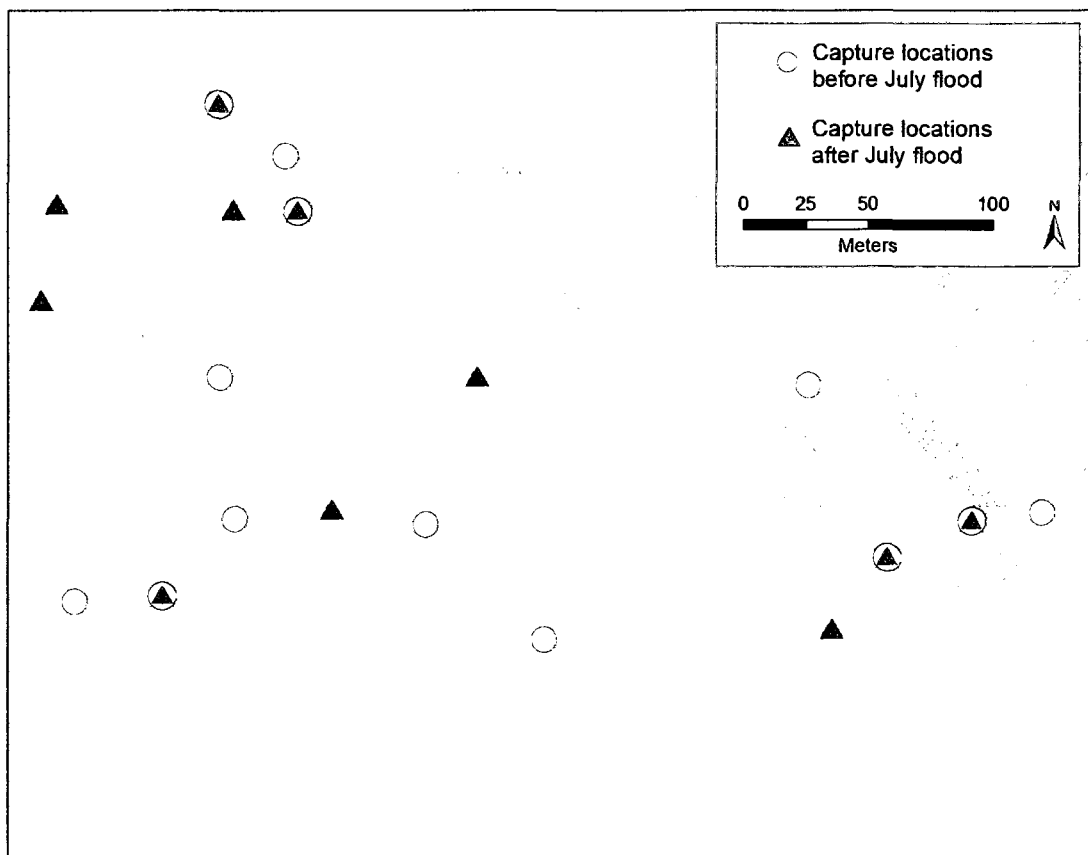 Capture locations
before July flood
Capture locations
after July flood
0 25 50 100
Meters
N